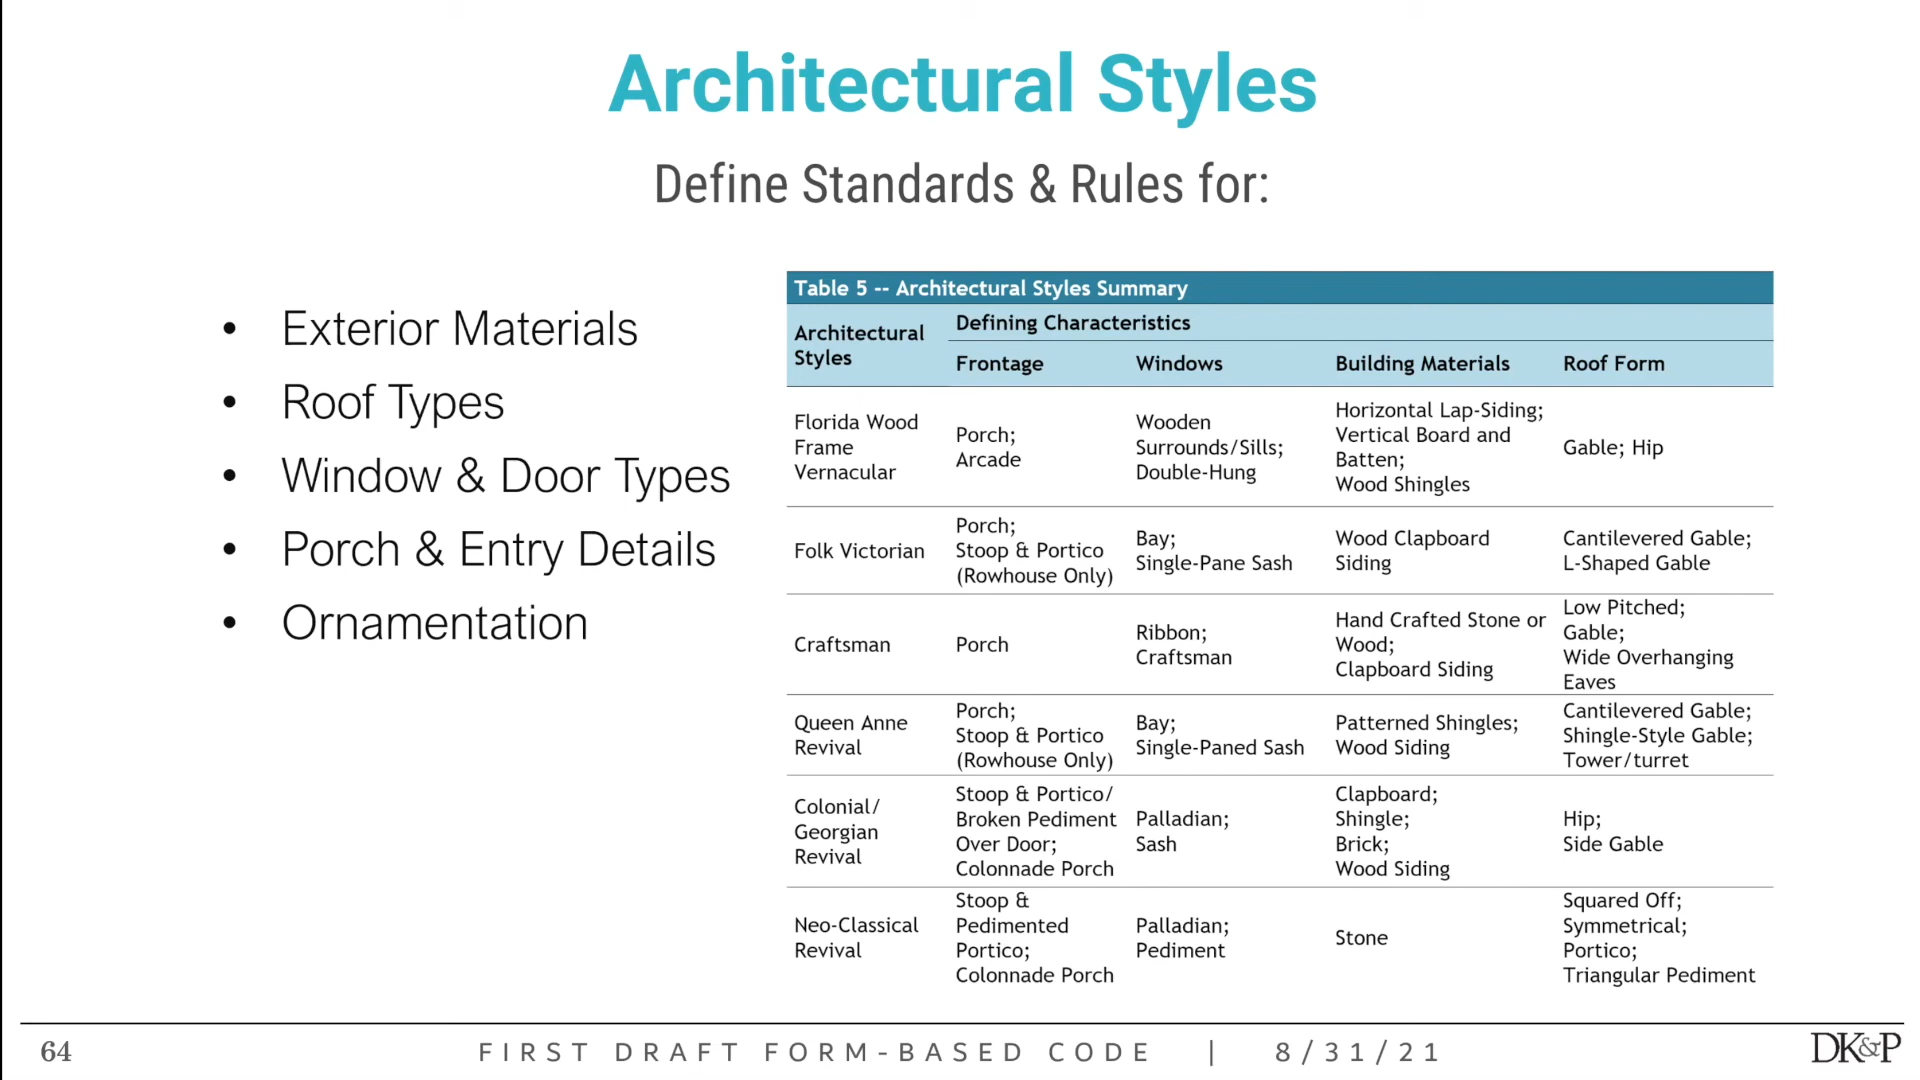 Architectural Styles
Define Standards & Rules for:
• Exterior Materials
• Roof Types
• Window & Door Types
• Porch & Entry Details
• Ornamentation
Table 5 -- Architectural Styles Summary
Architectural
Styles
Defining Characteristics
Frontage
Windows
Building Materials
Roof Form
Florida Wood
Frame
Vernacular
Porch;
Arcade
Wooden
Surrounds/Sills;
Double-Hung
Horizontal Lap-Siding;
Vertical Board and
Batten;
Wood Shingles
Gable; Hip
Folk Victorian
Porch;
Stoop & Portico
(Rowhouse Only)
Bay;
Single-Pane Sash
Wood Clapboard
Siding
Cantilevered Gable;
L-Shaped Gable
Craftsman
Porch
Ribbon;
Craftsman
Hand Crafted Stone or
Wood;
Clapboard Siding
Low Pitched;
Gable;
Wide Overhanging
Eaves
Queen Anne
Revival
Porch;
Stoop & Portico
(Rowhouse Only)
Bay;
Single-Paned Sash
Patterned Shingles;
Wood Siding
Cantilevered Gable;
Shingle-Style Gable;
Tower/turret
Colonial/
Georgian
Revival
Stoop & Portico/
Broken Pediment
Over Door;
Colonnade Porch
Palladian;
Sash
Clapboard;
Shingle;
Brick;
Wood Siding
Hip;
Side Gable
Neo-Classical
Revival
Stoop &
Pedimented
Portico;
Colonnade Porch
Palladian;
Pediment
Stone
Squared Off;
Symmetrical;
Portico;
Triangular Pediment
64
FIRST DRAFT FORM-BASED CODE | 8/31/21
DK&P